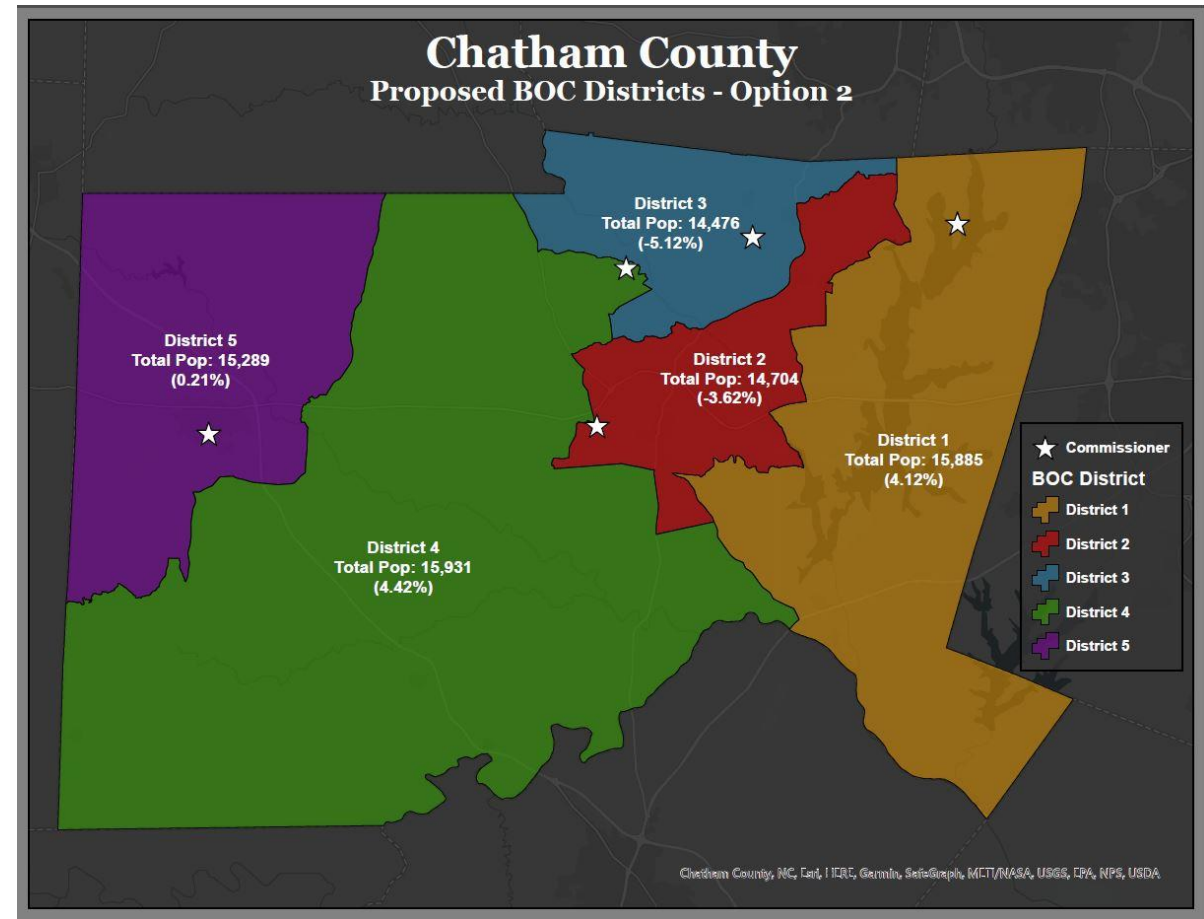 Chatham County
Proposed BOC Districts - Option 2
District 3
Total Pop: 14,476
(-5.12%)
District 5
Total Pop: 15,289
(0.21%)
District 2
Total Pop: 14,704
(-3.62%)
District 1
Total Pop: 15,885
(4.12%)
District 4
Total Pop: 15,931
(4.42%)
Commissioner
BOC District
District 1
District 2
District 3
District 4
District 5
Chatham County, NC, Esri, HERE, Garmin, SafeGraph, METI/NASA, USGS, EPA, NPS, USDA